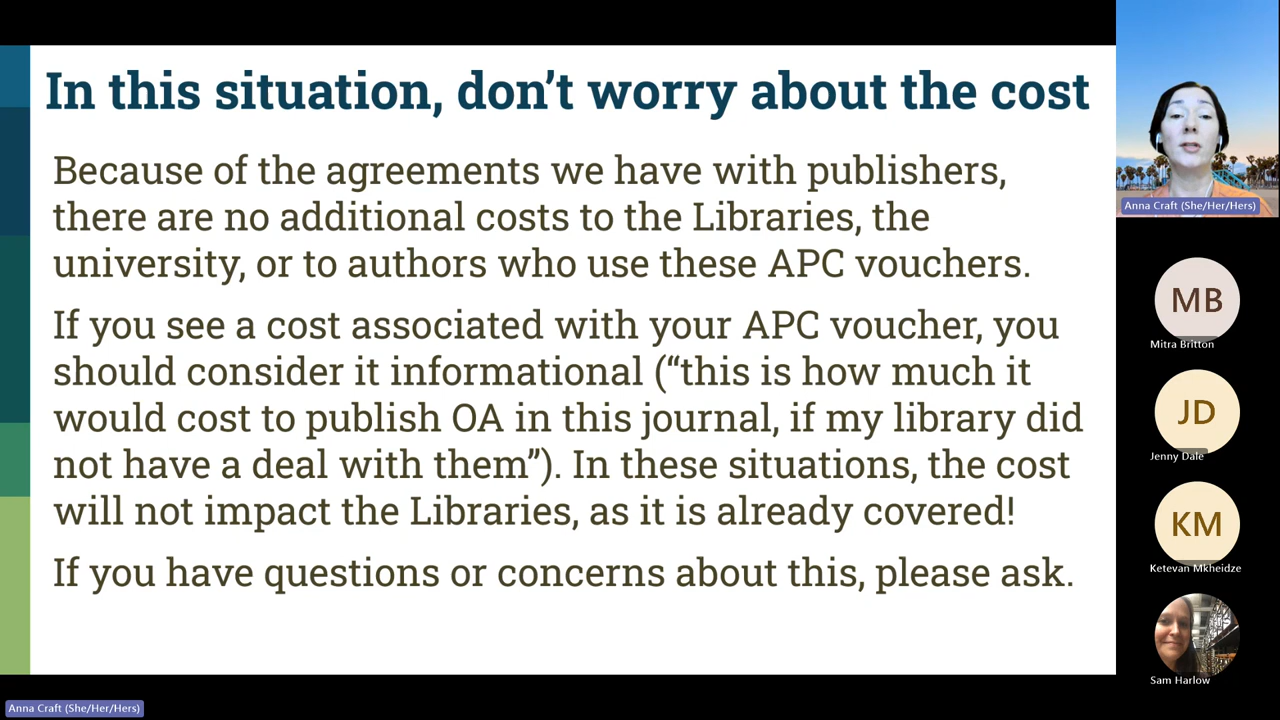 In this situation, don't worry about the cost
Because of the agreements we have with publishers,
there are no additional costs to the Libraries, the
university, or to authors who use these APC vouchers.
If you see a cost associated with your APC voucher, you
should consider it informational (“this is how much it
would cost to publish OA in this journal, if my library did
not have a deal with them”). In these situations, the cost
will not impact the Libraries, as it is already covered!
If you have questions or concerns about this, please ask.
Anna Craft (She/Her/Hers)
MB
Mitra Britton
JD
Jenny Dale
KM
Ketevan Mkheidze
Sam Harlow
Anna Craft (She/Her/Hers)